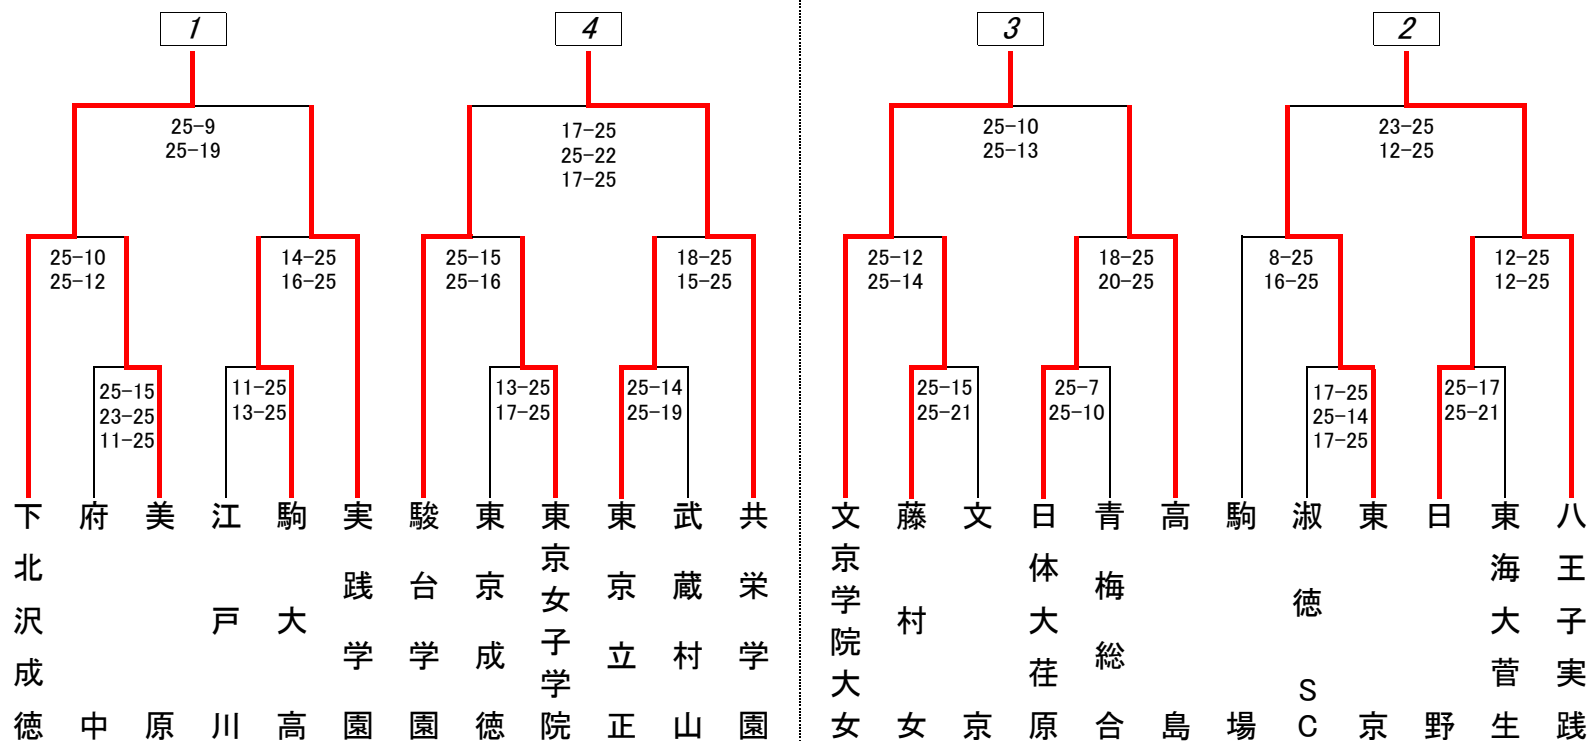 1
4
3
2
25-9
25-19
17-25
25-22
17-25
25-10
25-13
23-25
12-25
25-10
25-12
14-25
16-25
25-15
25-16
18-25
15-25
25-12
25-14
18-25
20-25
8-25
16-25
12-25
12-25
25-15
23-25
11-25
11-25
13-25
13-25
17-25
25-14
25-19
25-15
25-21
25-7
25-10
17-25
25-14
17-25
25-17
25-21
下北沢成徳
府中
美原
江戸川
駒大高
実践学園
駿台学園
東京成徳
東京女子学院
東京立正
武蔵村山
共栄学園
文京学院大女
藤村女
文京
日体大荏原
青梅総合
高島
駒場
淑徳SC
東京
日野
東海大菅生
八王子実践